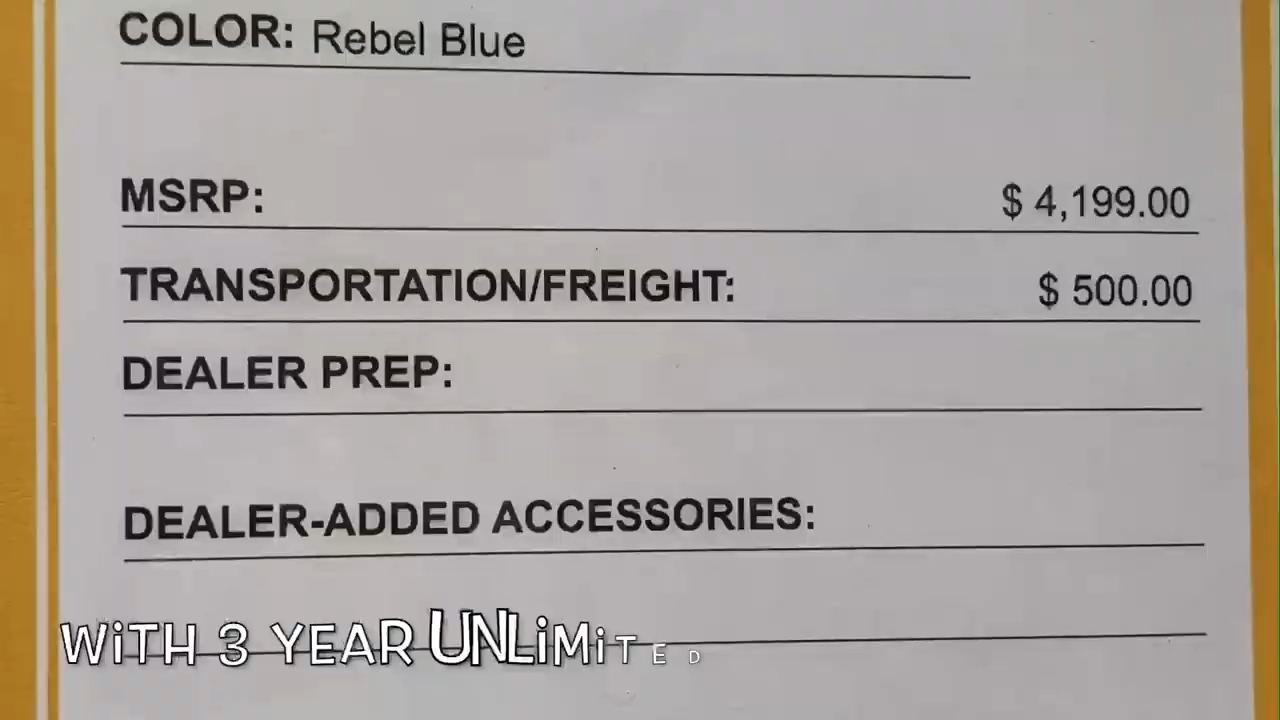 COLOR: Rebel Blue
MSRP: $ 4,199.00
TRANSPORTATION/FREIGHT: $ 500.00
DEALER PREP:
DEALER-ADDED ACCESSORIES:
WiTH 3 YEAR UNLiMiTED